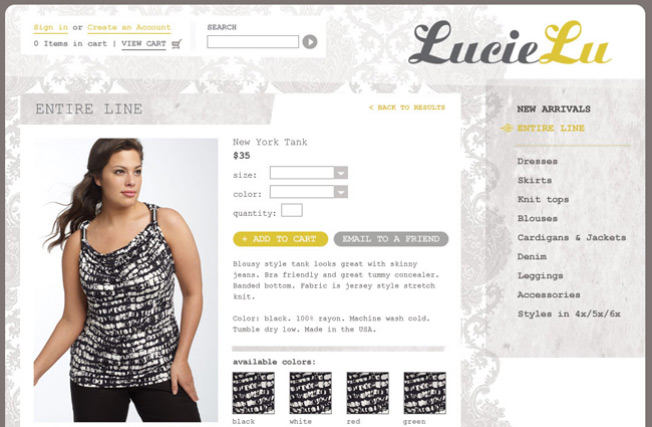 Sign in or Create an Account
0 Items in cart | VIEW CART
SEARCH
LucieLu
ENTIRE LINE
< BACK TO RESULTS
New York Tank
$35
size:
color:
quantity:
+ ADD TO CART
EMAIL TO A FRIEND
Blousy style tank looks great with skinny
jeans. Bra friendly and great tummy concealer.
Banded bottom. Fabric is jersey style stretch
knit.
Color: black. 100% rayon. Machine wash cold.
Tumble dry low. Made in the USA.
available colors:
black
white
red
green
NEW ARRIVALS
ENTIRE LINE
Dresses
Skirts
Knit tops
Blouses
Cardigans & Jackets
Denim
Leggings
Accessories
Styles in 4x/5x/6x